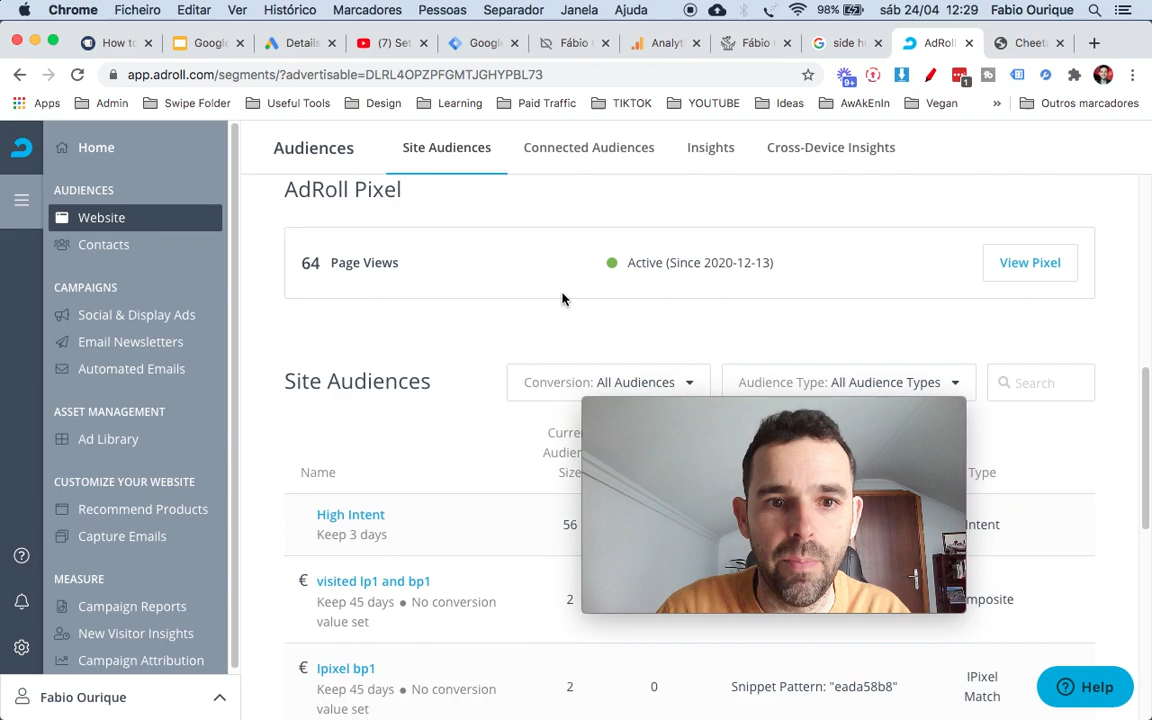 Chrome Ficheiro Editar Ver Histórico Marcadores Pessoas Separador Janela Ajuda 98% sáb 24/04 12:29 Fabio Ourique
How to Googl Details (7) Set Googl Fábio Analyt Fábio side h AdRoll Cheeta
app.adroll.com/segments/?advertisable=DLRL4OPZPFGMTJGHYPBL73 9+ 1
Apps Admin Swipe Folder Useful Tools Design Learning Paid Traffic TIKTOK YOUTUBE Ideas AwAkEnIn Vegan » Outros marcadores
Home
AUDIENCES
Website
Contacts
CAMPAIGNS
Social & Display Ads
Email Newsletters
Automated Emails
ASSET MANAGEMENT
Ad Library
CUSTOMIZE YOUR WEBSITE
Recommend Products
Capture Emails
MEASURE
Campaign Reports
New Visitor Insights
Campaign Attribution
Fabio Ourique
Audiences Site Audiences Connected Audiences Insights Cross-Device Insights
AdRoll Pixel
64 Page Views Active (Since 2020-12-13) View Pixel
Site Audiences Conversion: All Audiences Audience Type: All Audience Types Search
Name Size Type
High Intent 56
Keep 3 days
€ visited lp1 and bp1
Keep 45 days ● No conversion 2
value set
€ Ipixel bp1
Keep 45 days ● No conversion 2 0 Snippet Pattern: "eada58b8" IPixel
value set Match
Help